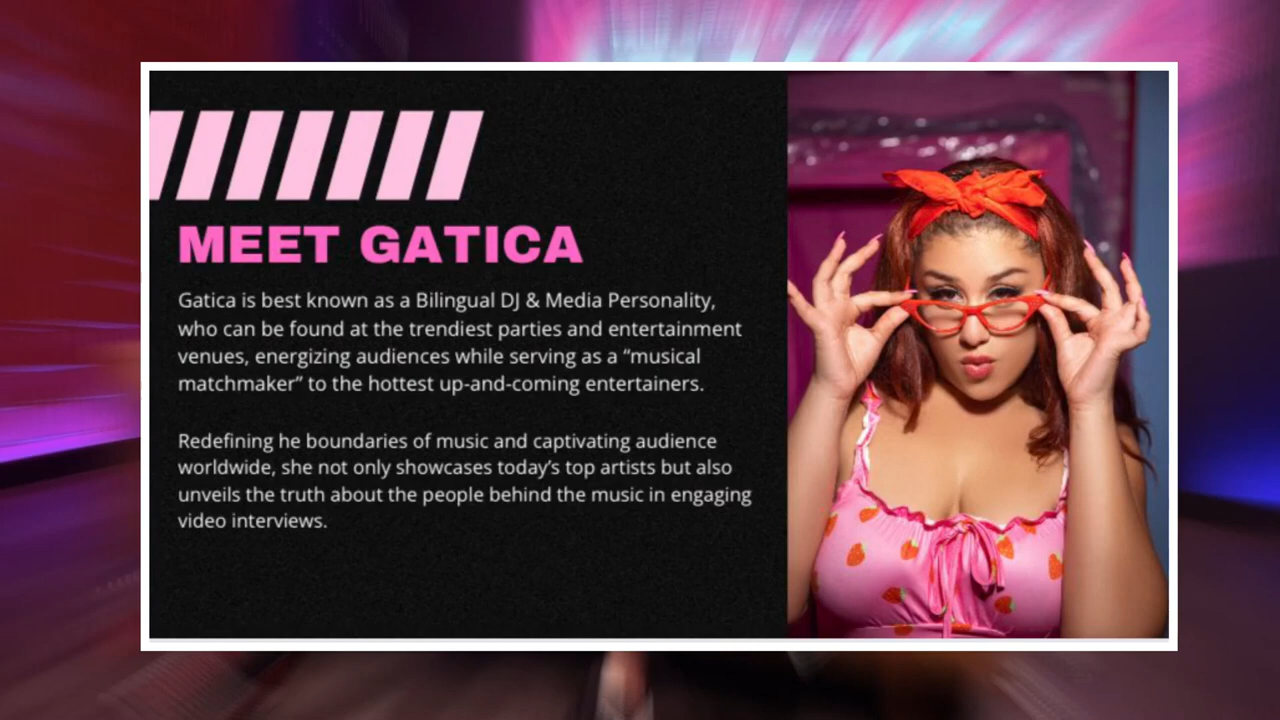 MEET GATICA
Gatica is best known as a Bilingual DJ & Media Personality,
who can be found at the trendiest parties and entertainment
venues, energizing audiences while serving as a “musical
matchmaker” to the hottest up-and-coming entertainers.
Redefining he boundaries of music and captivating audience
worldwide, she not only showcases today’s top artists but also
unveils the truth about the people behind the music in engaging
video interviews.